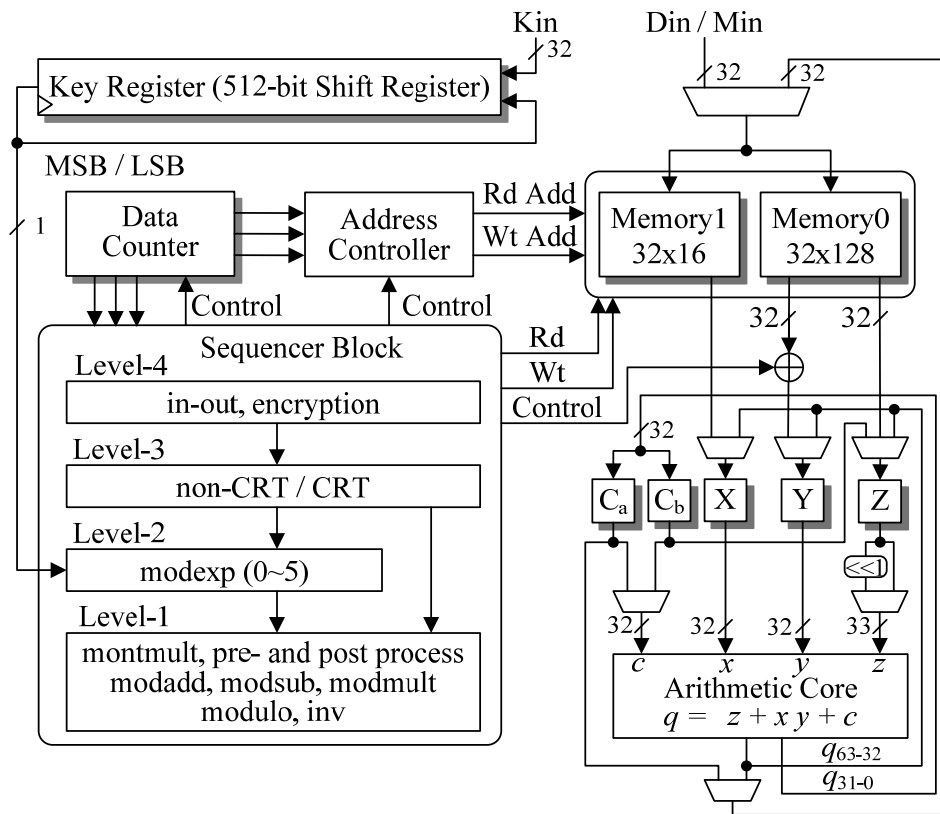 Kin
Din / Min
32
32
32
Key Register (512-bit Shift Register)
MSB / LSB
1
Data
Counter
Address
Controller
Rd Add
Wt Add
Memory1
32x16
Memory0
32x128
Control
Control
32
32
Sequencer Block
Rd
Wt
Control
Level-4
in-out, encryption
32
Level-3
non-CRT / CRT
Ca
Cb
X
Y
Z
Level-2
modexp (0~5)
<<1
Level-1
32
32
32
33
montmult, pre- and post process
modadd, modsub, modmult
modulo, inv
c
x
y
z
Arithmetic Core
q = z + x y + c
q63-32
q31-0